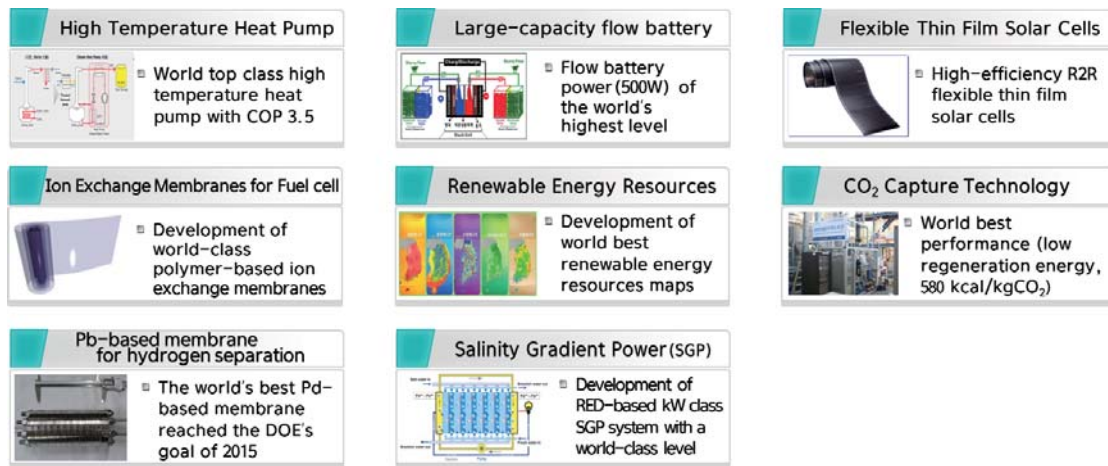 High Temperature Heat Pump
World top class high
temperature heat
pump with COP 3.5
Large-capacity flow battery
Charge/Discharge
Flow battery
power (500W) of
the world's
highest level
Flexible Thin Film Solar Cells
High-efficiency R2R
flexible thin film
solar cells
Ion Exchange Membranes for Fuel cell
Development of
world-class
polymer-based ion
exchange membranes
Renewable Energy Resources
Development of
world best
renewable energy
resources maps
CO₂ Capture Technology
World best
performance (low
regeneration energy,
580 kcal/kgCO₂)
Pb-based membrane
for hydrogen separation
The world's best Pd-
based membrane
reached the DOE's
goal of 2015
Salinity Gradient Power(SGP)
Development of
RED-based kW class
SGP system with a
world-class level